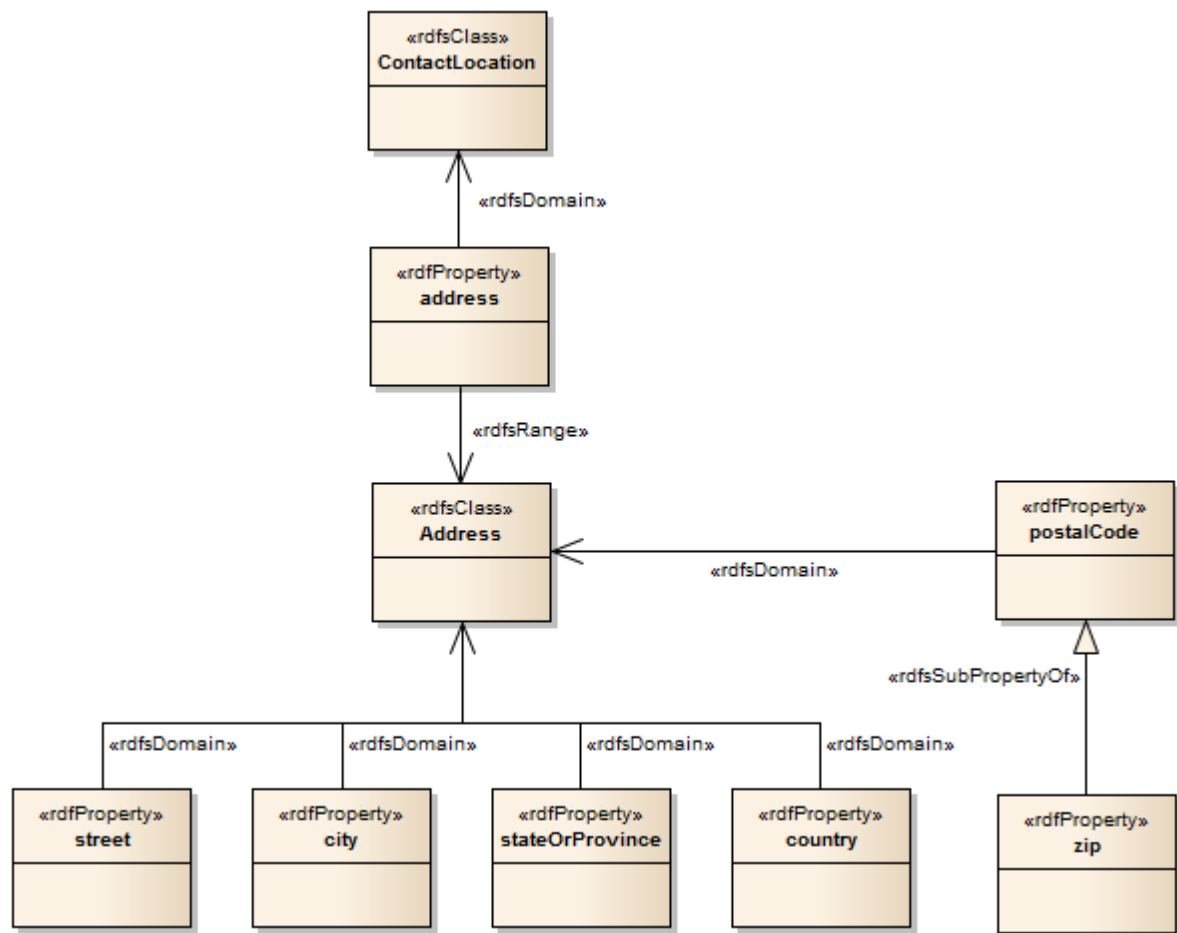 «rdfsClass»
ContactLocation
«rdfsDomain»
«rdfProperty»
address
«rdfsRange»
«rdfsClass»
Address
«rdfProperty»
postalCode
«rdfsDomain»
«rdfsSubPropertyOf»
«rdfsDomain» «rdfsDomain» «rdfsDomain» «rdfsDomain»
«rdfProperty»
street
«rdfProperty»
city
«rdfProperty»
stateOrProvince
«rdfProperty»
country
«rdfProperty»
zip